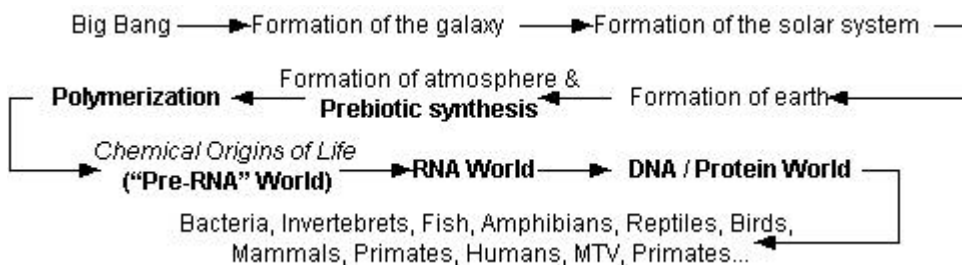 Big Bang Formation of the galaxy Formation of the solar system
Formation of atmosphere &
Polymerization Prebiotic synthesis Formation of earth
Chemical Origins of Life
("Pre-RNA" World) RNA World DNA / Protein World
Bacteria, Invertebrets, Fish, Amphibians, Reptiles, Birds,
Mammals, Primates, Humans, MTV, Primates...